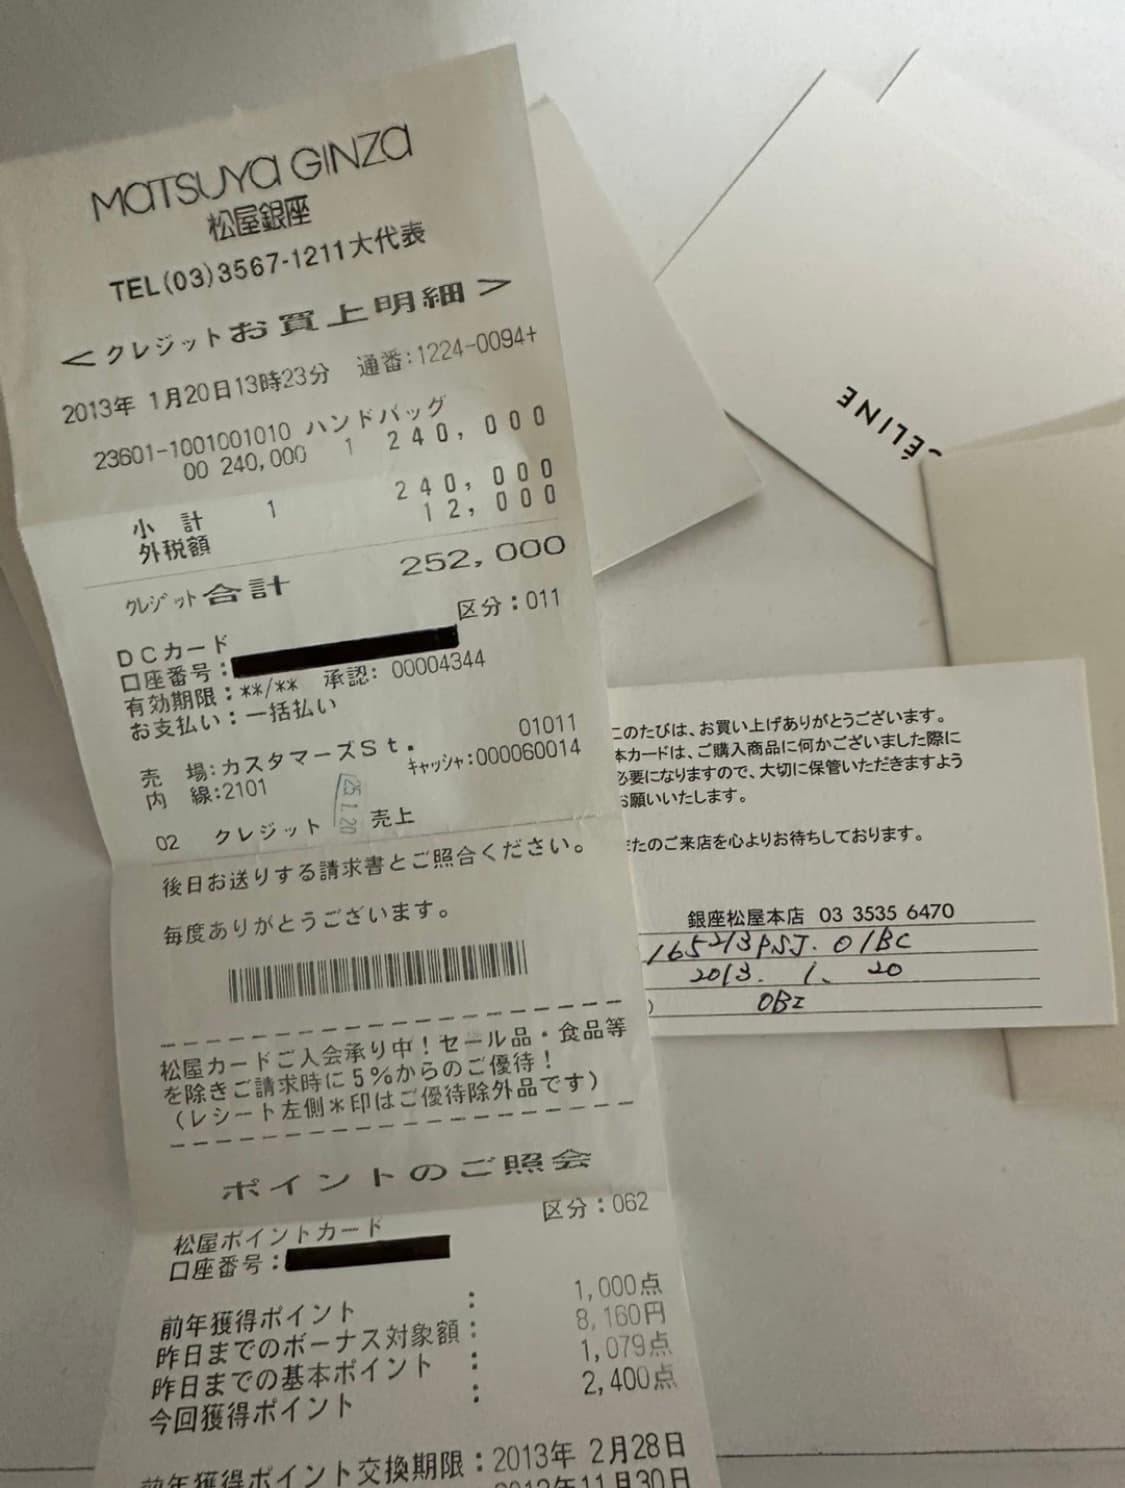 MATSUYA GINZA
松屋銀座
TEL(03)3567-1211大代表
<クレジットお買上明細>
2013年 1月20日13時23分 通番:1224-0094+
23601-1001001010 ハンドバッグ
00 240,000 1 240,000
小 計 1 240,000
外税額 12,000
クレジット合計 252,000
DCカード 区分:011
口座番号:
有効期限:**/** 承認: 00004344
お支払い:一括払い
売 場:カスタマーズSt. 01011
内 線:2101 キャッシャ:000060014
25.1.20
02 クレジット 売上
後日お送りする請求書とご照合ください。
毎度ありがとうございます。
松屋カードご入会承り中!セール品・食品等
を除きご請求時に5%からのご優待!
(レシート左側*印はご優待除外品です)
ポイントのご照会
松屋ポイントカード 区分:062
口座番号:
前年獲得ポイント : 1,000点
昨日までのボーナス対象額: 8,160円
昨日までの基本ポイント : 1,079点
今回獲得ポイント : 2,400点
前年獲得ポイント交換期限:2013年 2月28日
年11月30日
CÉLINE
このたびは、お買い上げありがとうございます。
本カードは、ご購入商品に何かございました際に
必要になりますので、大切に保管いただきますよう
お願いいたします。
またのご来店を心よりお待ちしております。
銀座松屋本店 03 3535 6470
165213PSJ. 01BC
2013. 1. 20